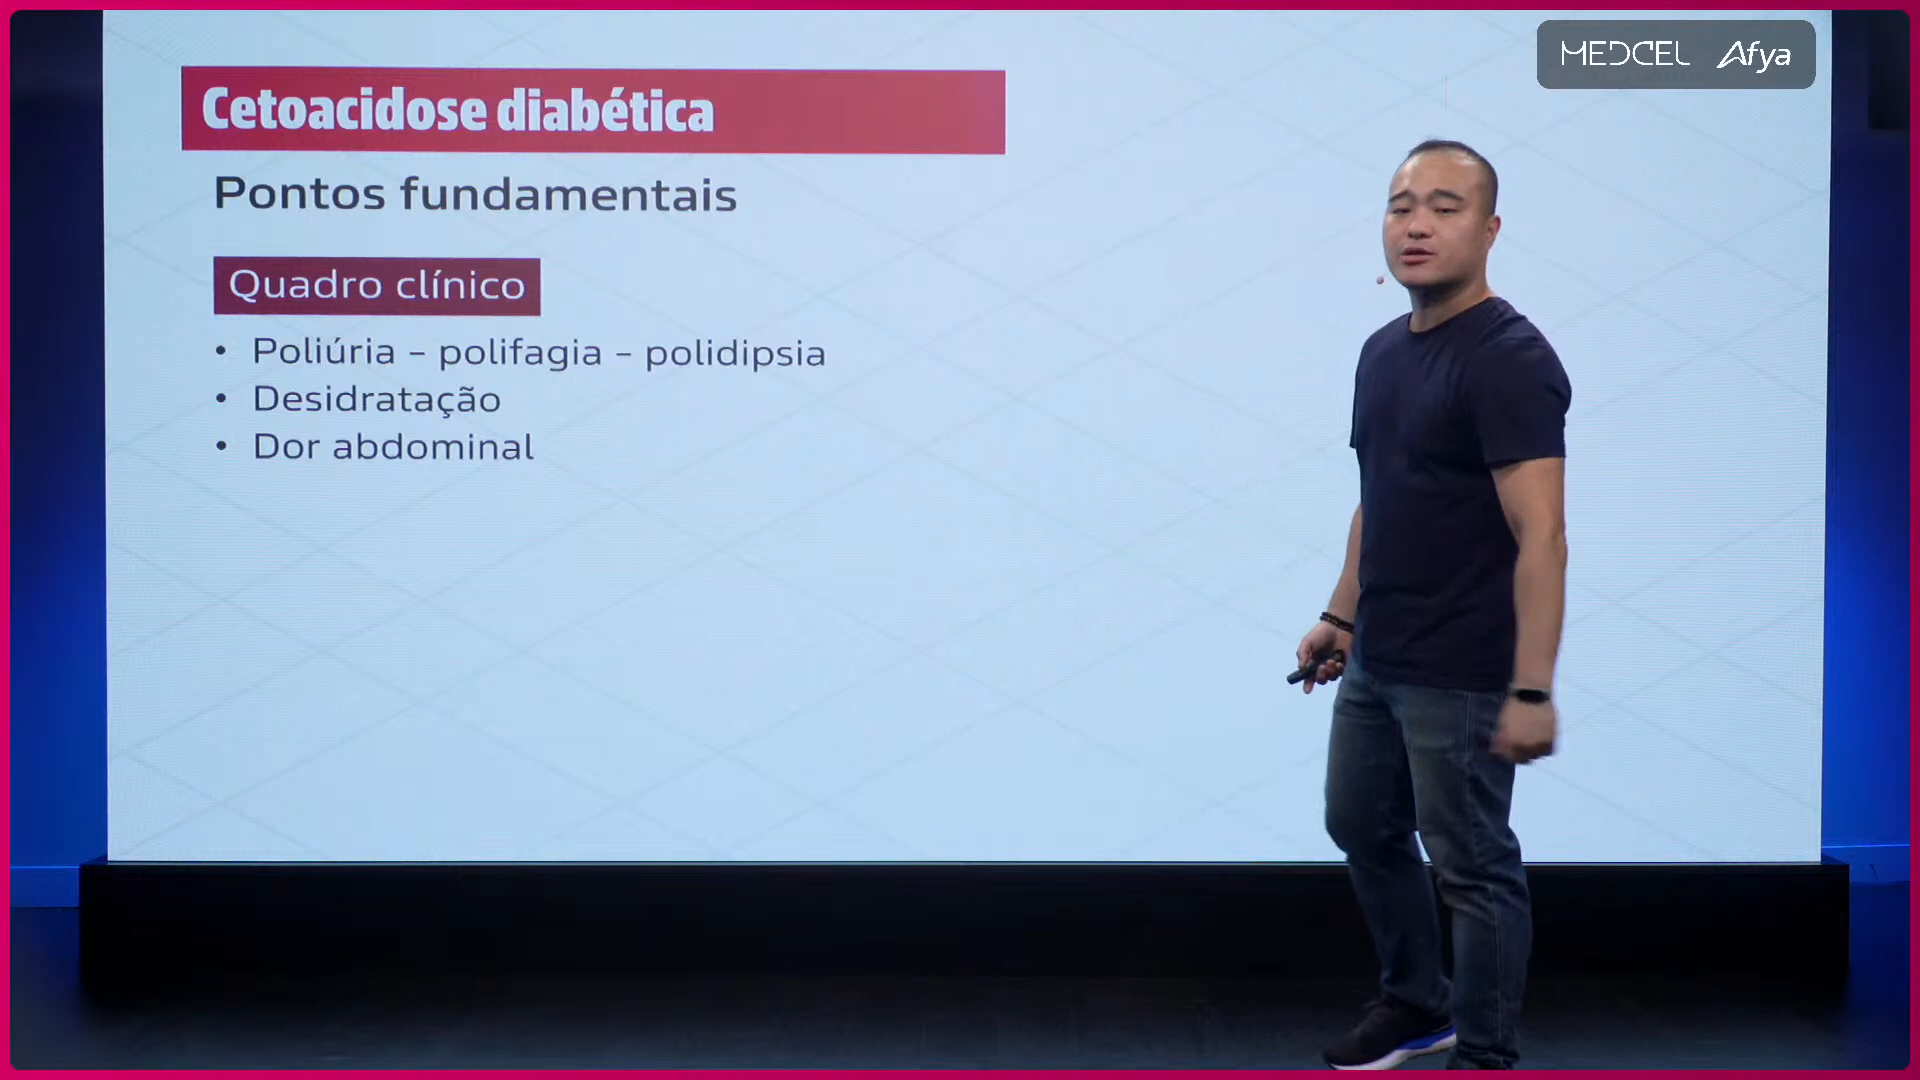 MEDCEL Afya
Cetoacidose diabética
Pontos fundamentais
Quadro clínico
• Poliúria – polifagia – polidipsia
• Desidratação
• Dor abdominal